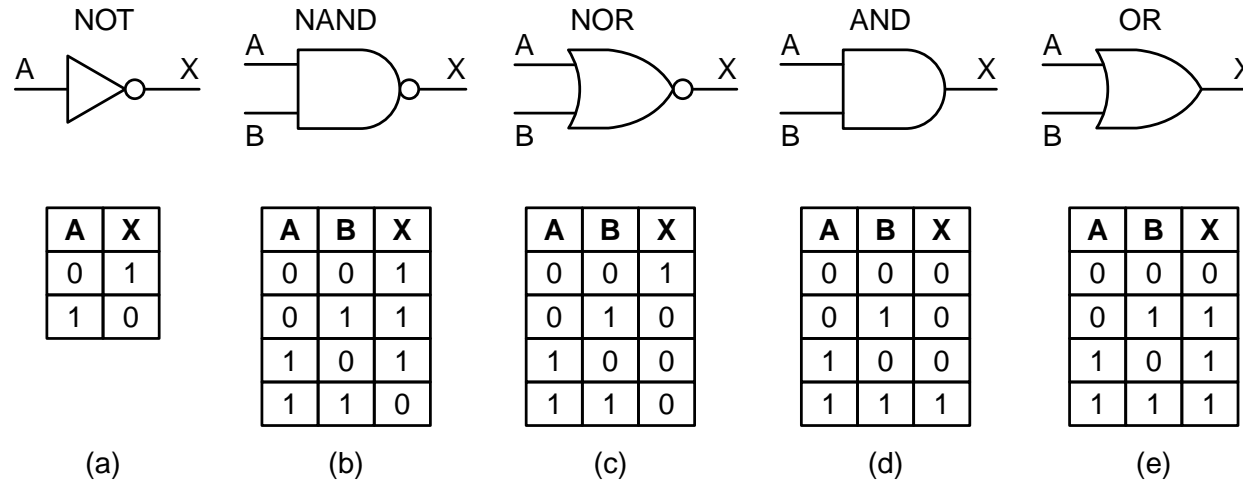 NOT NAND NOR AND OR
A X A B X A B X A B X A B X
A X
0 1
1 0
A B X
0 0 1
0 1 1
1 0 1
1 1 0
A B X
0 0 1
0 1 0
1 0 0
1 1 0
A B X
0 0 0
0 1 0
1 0 0
1 1 1
A B X
0 0 0
0 1 1
1 0 1
1 1 1
(a) (b) (c) (d) (e)